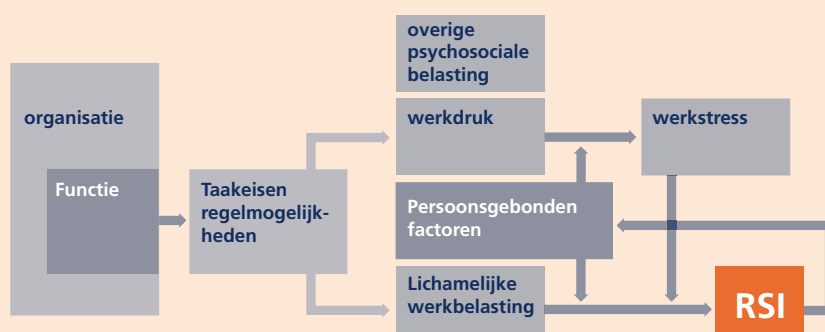 organisatie
Functie
Taakeisen
regelmogelijk-
heden
overige
psychosociale
belasting
werkdruk
Persoonsgebonden
factoren
Lichamelijke
werkbelasting
werkstress
RSI